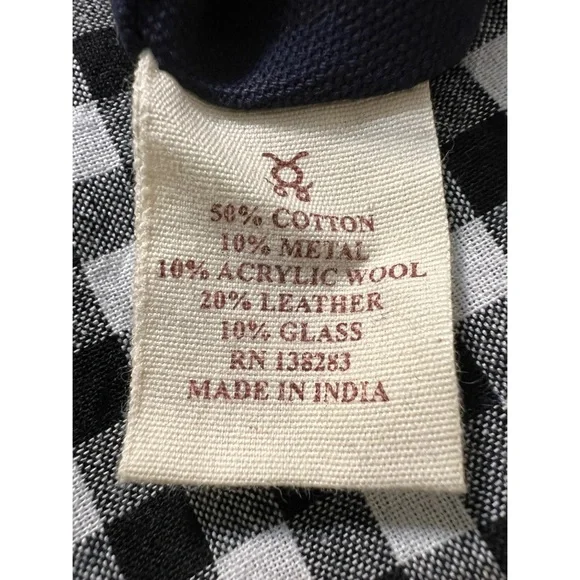 50% COTTON
10% METAL
10% ACRYLIC WOOL
20% LEATHER
10% GLASS
RN 138283
MADE IN INDIA